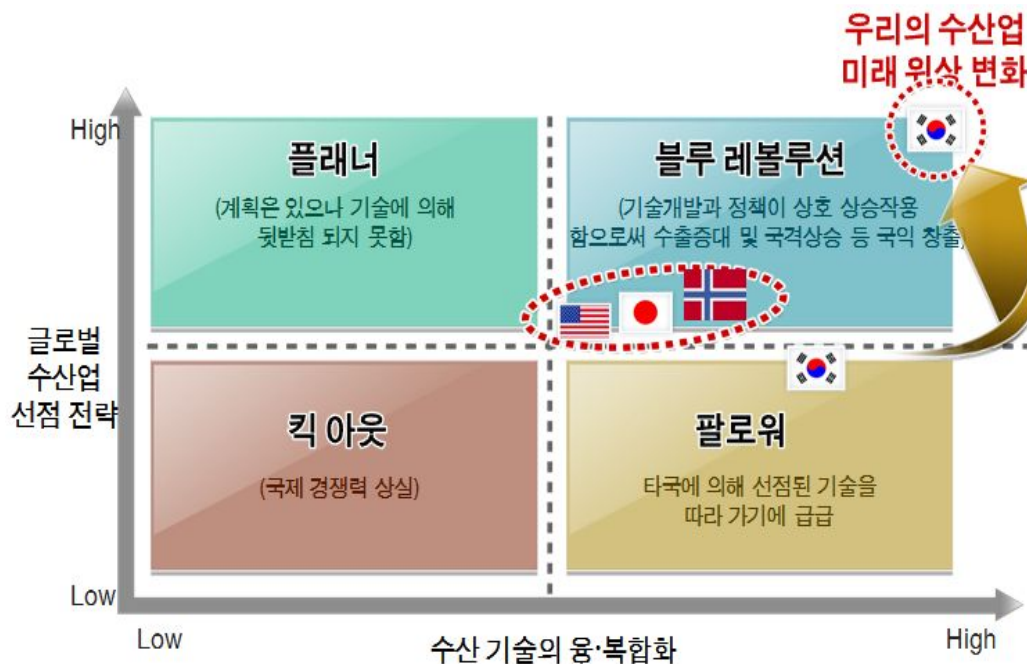 우리의 수산업
미래 위상 변화
High
플래너
(계획은 있으나 기술에 의해
뒷받침 되지 못함)
블루 레볼루션
(기술개발과 정책이 상호 상승작용
함으로써 수출증대 및 국격상승 등 국익 창출)
글로벌
수산업
선점 전략
킥 아웃
(국제 경쟁력 상실)
팔로워
타국에 의해 선점된 기술을
따라 가기에 급급
Low
Low
수산 기술의 융·복합화
High